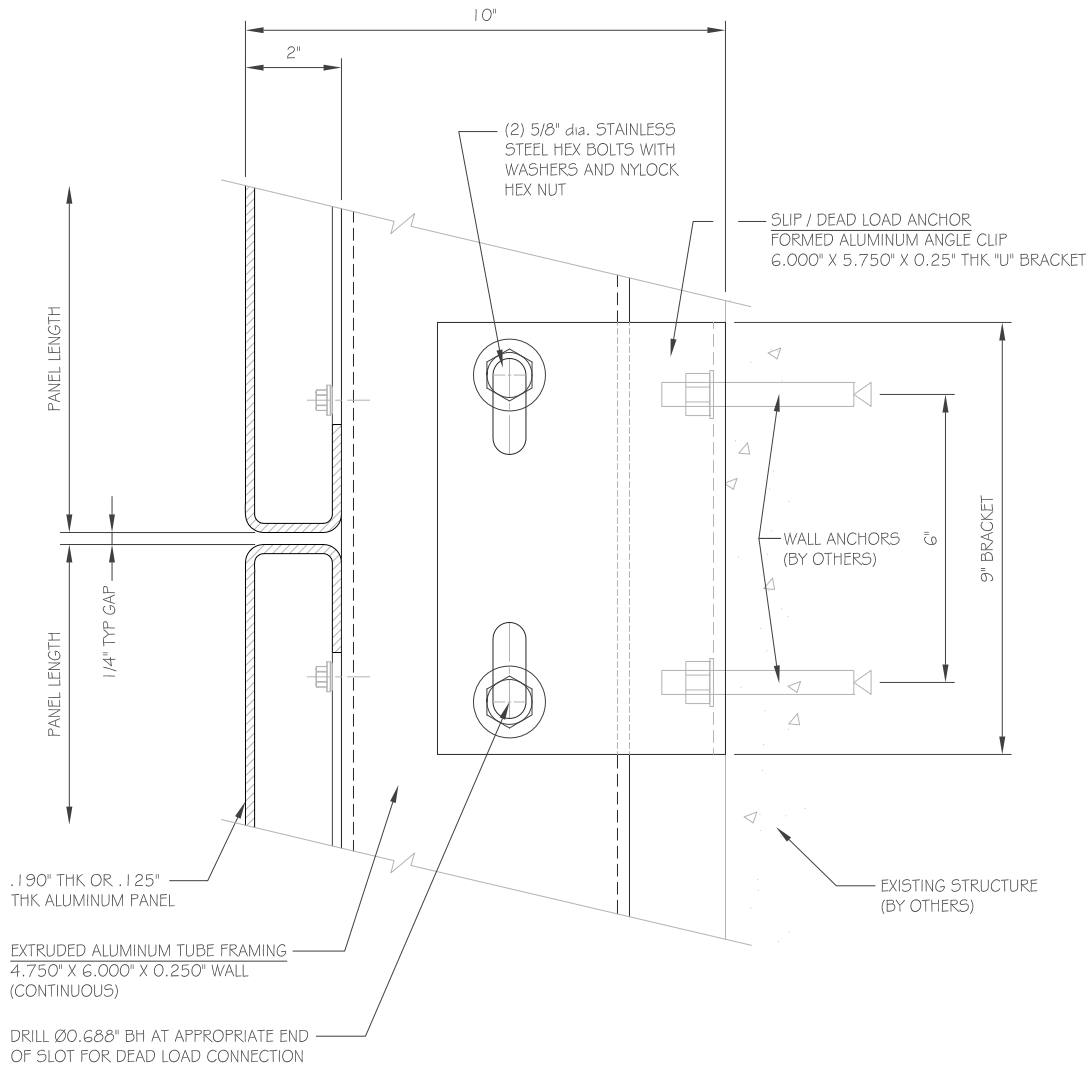 10"
2"
(2) 5/8" dia. STAINLESS
STEEL HEX BOLTS WITH
WASHERS AND NYLOCK
HEX NUT
SLIP / DEAD LOAD ANCHOR
FORMED ALUMINUM ANGLE CLIP
6.000" X 5.750" X 0.25" THK "U" BRACKET
PANEL LENGTH
WALL ANCHORS
(BY OTHERS)
6"
9" BRACKET
1/4" TYP GAP
PANEL LENGTH
.190" THK OR .125"
THK ALUMINUM PANEL
EXISTING STRUCTURE
(BY OTHERS)
EXTRUDED ALUMINUM TUBE FRAMING
4.750" X 6.000" X 0.250" WALL
(CONTINUOUS)
DRILL Ø0.688" BH AT APPROPRIATE END
OF SLOT FOR DEAD LOAD CONNECTION